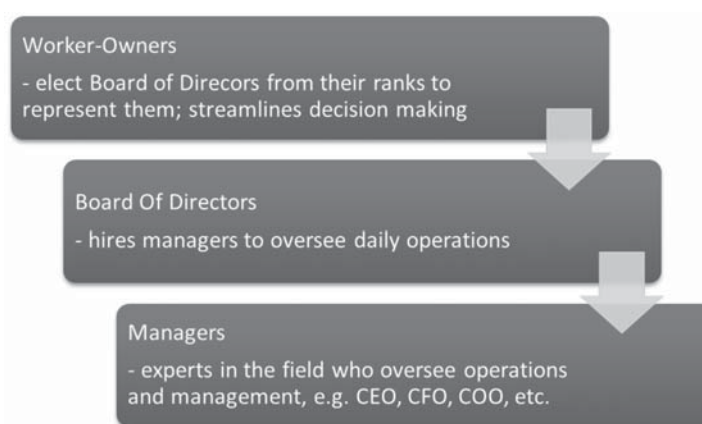 Worker-Owners
- elect Board of Direcors from their ranks to
represent them; streamlines decision making
Board Of Directors
- hires managers to oversee daily operations
Managers
- experts in the field who oversee operations
and management, e.g. CEO, CFO, COO, etc.